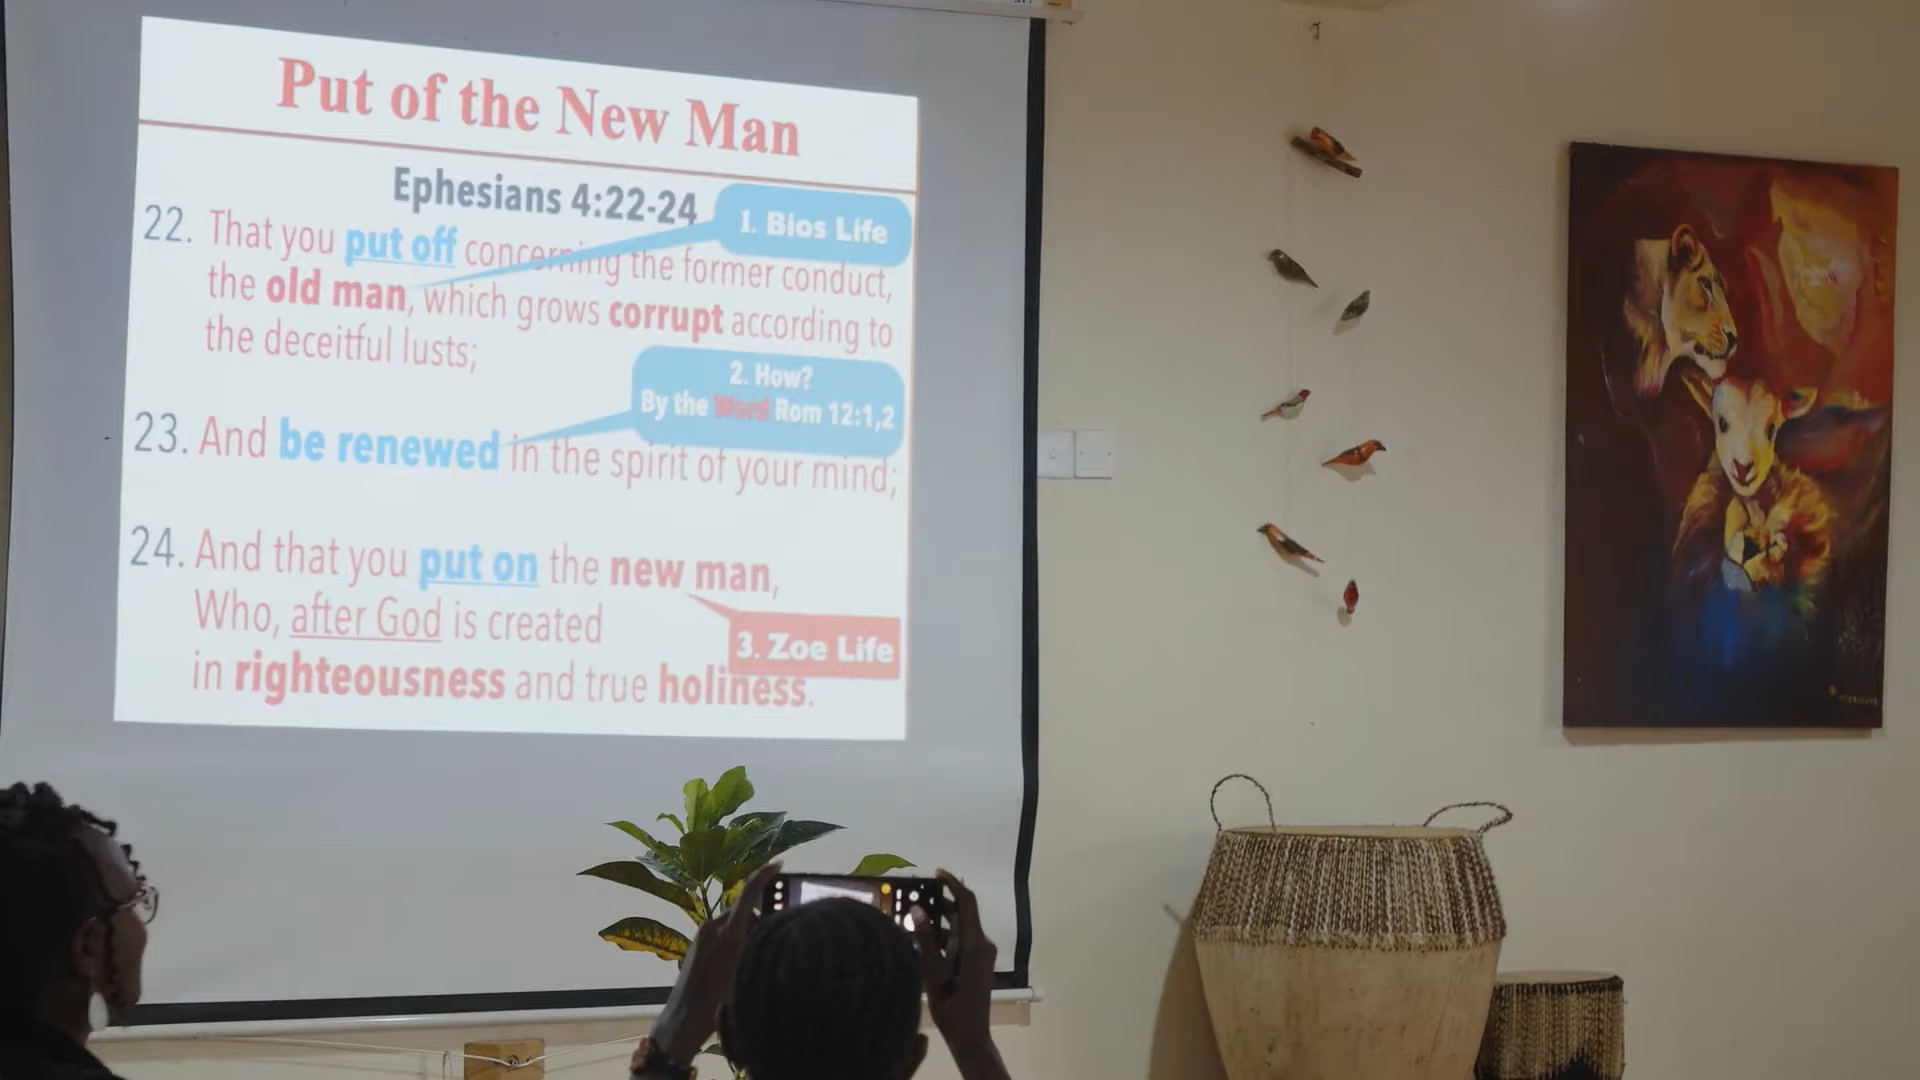 Put of the New Man
Ephesians 4:22-24
1. Bios Life
22. That you put off concerning the former conduct,
the old man, which grows corrupt according to
the deceitful lusts;
2. How?
By the Word Rom 12:1,2
23. And be renewed in the spirit of your mind;
24. And that you put on the new man,
Who, after God is created
3. Zoe Life
in righteousness and true holiness.